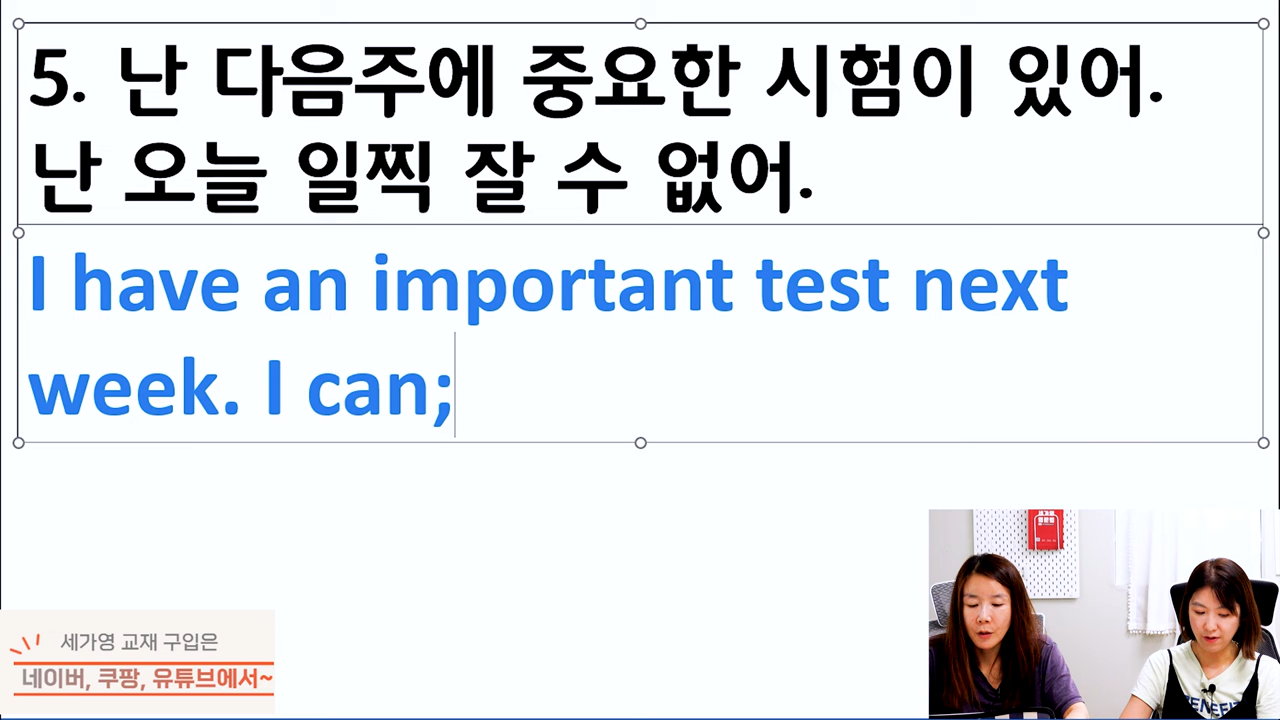 5. 난 다음주에 중요한 시험이 있어.
난 오늘 일찍 잘 수 없어.
I have an important test next
week. I can;
세가영 교재 구입은
네이버, 쿠팡, 유튜브에서~